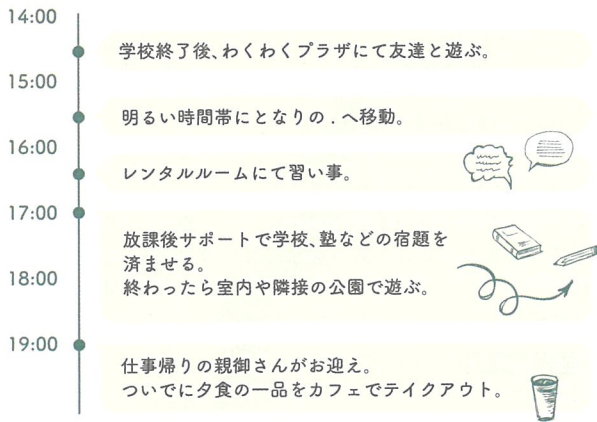 14:00
学校終了後、わくわくプラザにて友達と遊ぶ。
15:00
明るい時間帯にとなりの . へ移動。
16:00
レンタルルームにて習い事。
17:00
放課後サポートで学校、塾などの宿題を
済ませる。
終わったら室内や隣接の公園で遊ぶ。
18:00
19:00
仕事帰りの親御さんがお迎え。
ついでに夕食の一品をカフェでテイクアウト。